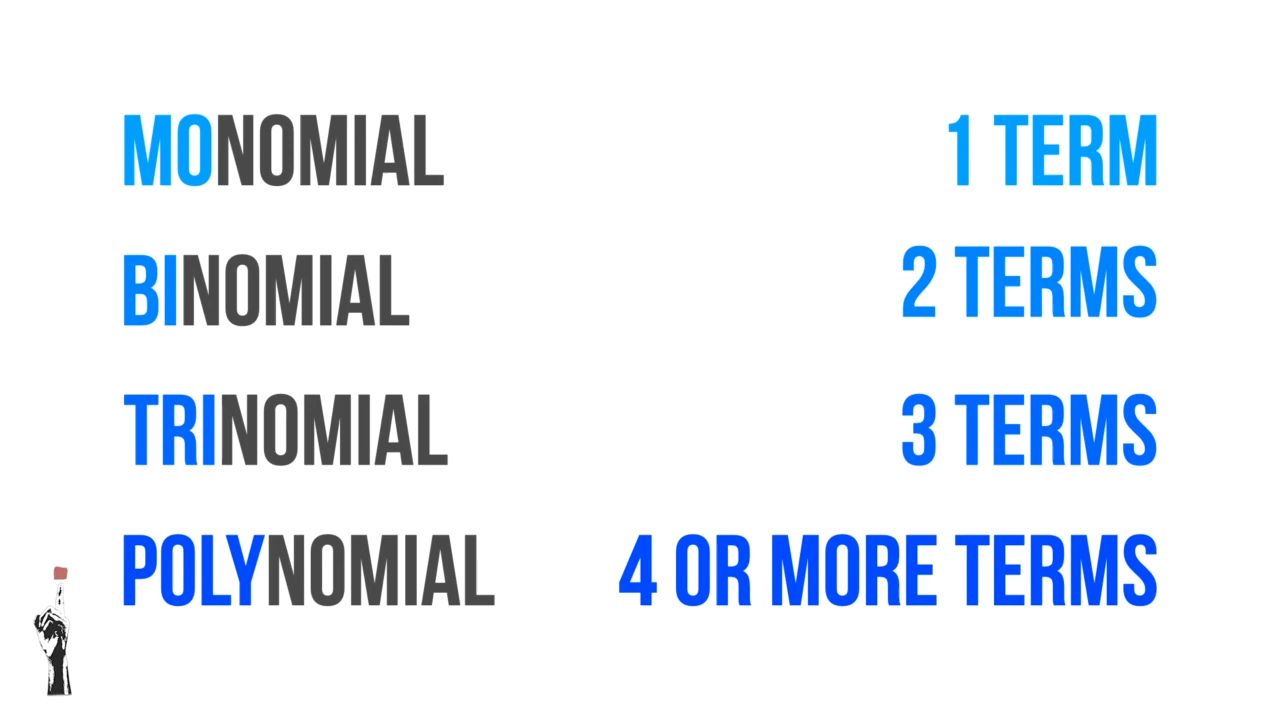 MONOMIAL 1 TERM
BINOMIAL 2 TERMS
TRINOMIAL 3 TERMS
POLYNOMIAL 4 OR MORE TERMS